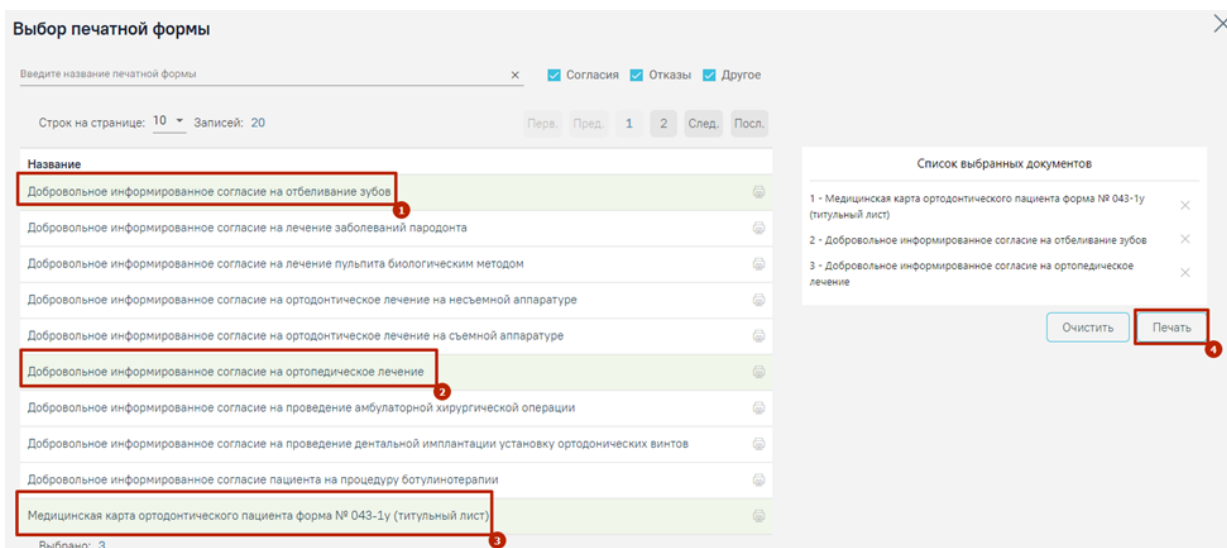 Выбор печатной формы
Введите название печатной формы
Согласия Отказы Другое
Строк на странице: 10 Записей: 20
Перв. Пред. 1 2 След. Посл.
Название
Добровольное информированное согласие на отбеливание зубов
1
Добровольное информированное согласие на лечение заболеваний пародонта
Добровольное информированное согласие на лечение пульпита биологическим методом
Добровольное информированное согласие на ортодонтическое лечение на несъемной аппаратуре
Добровольное информированное согласие на ортодонтическое лечение на съемной аппаратуре
Добровольное информированное согласие на ортопедическое лечение
2
Добровольное информированное согласие на проведение амбулаторной хирургической операции
Добровольное информированное согласие на проведение дентальной имплантации установку ортодонических винтов
Добровольное информированное согласие пациента на процедуру ботулинотерапии
Медицинская карта ортодонтического пациента форма № 043-1у (титульный лист)
3
Выбрано: 3
Список выбранных документов
1 - Медицинская карта ортодонтического пациента форма № 043-1у
(титульный лист)
2 - Добровольное информированное согласие на отбеливание зубов
3 - Добровольное информированное согласие на ортопедическое
лечение
Очистить Печать
4